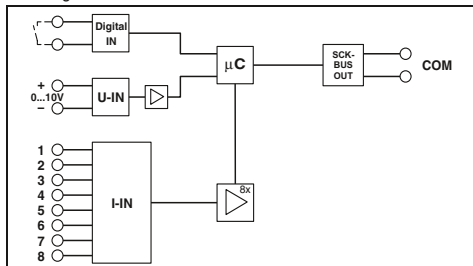 Digital
IN
+
0...10V
−
U-IN
µC
SCK-
BUS
OUT
COM
1
2
3
4
5
6
7
8
I-IN
8x